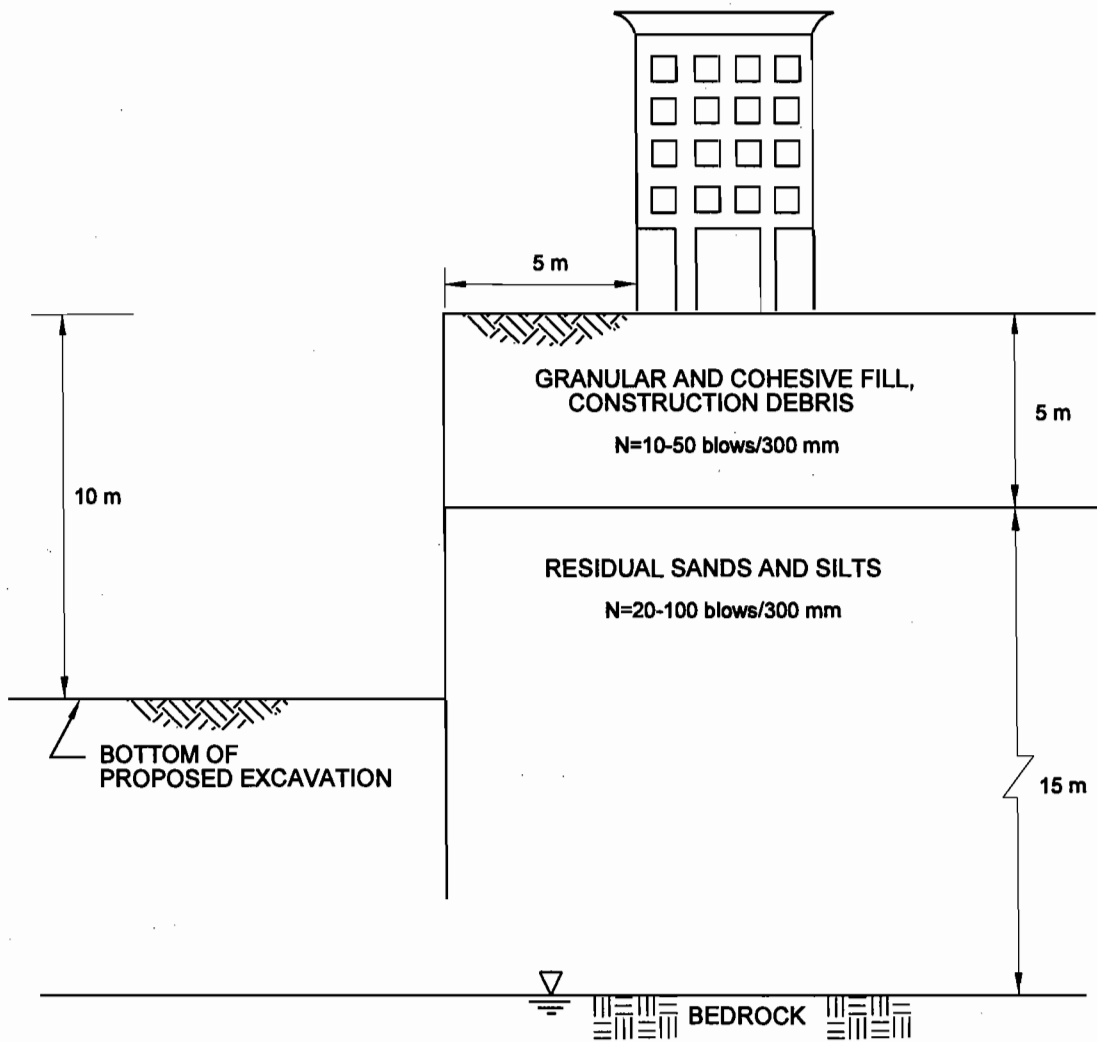 5 m
GRANULAR AND COHESIVE FILL,
CONSTRUCTION DEBRIS
N=10-50 blows/300 mm
5 m
10 m
RESIDUAL SANDS AND SILTS
N=20-100 blows/300 mm
BOTTOM OF
PROPOSED EXCAVATION
15 m
BEDROCK